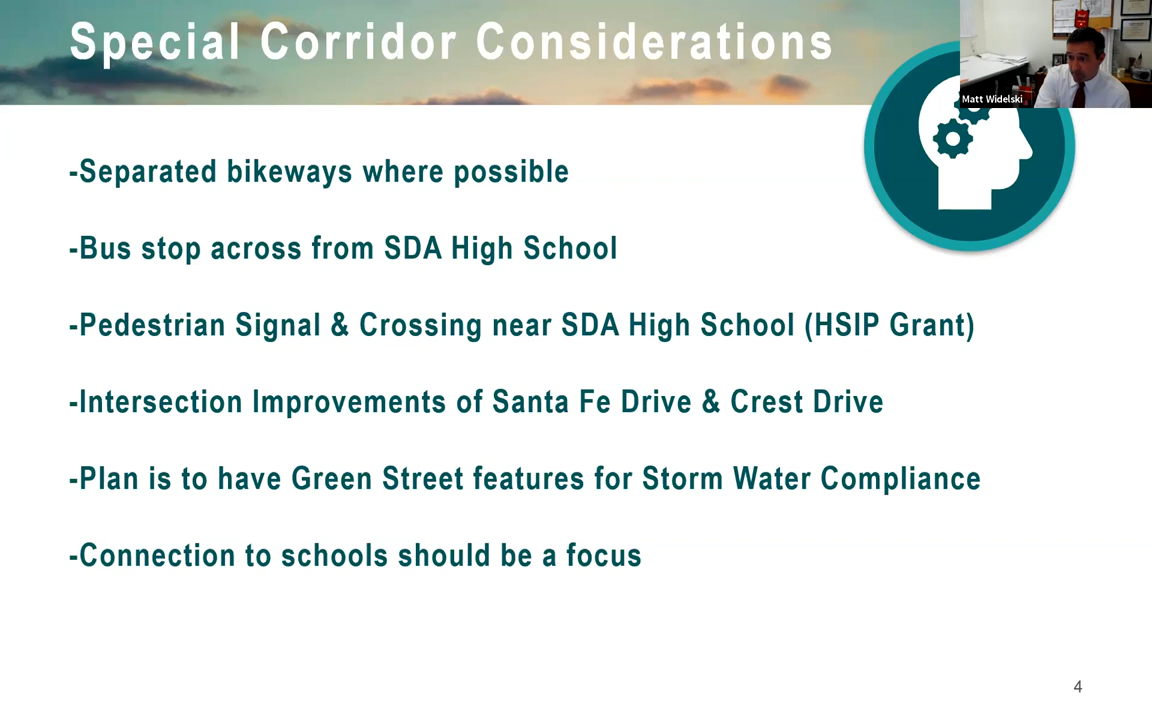 Special Corridor Considerations
Matt Widelski
-Separated bikeways where possible
-Bus stop across from SDA High School
-Pedestrian Signal & Crossing near SDA High School (HSIP Grant)
-Intersection Improvements of Santa Fe Drive & Crest Drive
-Plan is to have Green Street features for Storm Water Compliance
-Connection to schools should be a focus
4